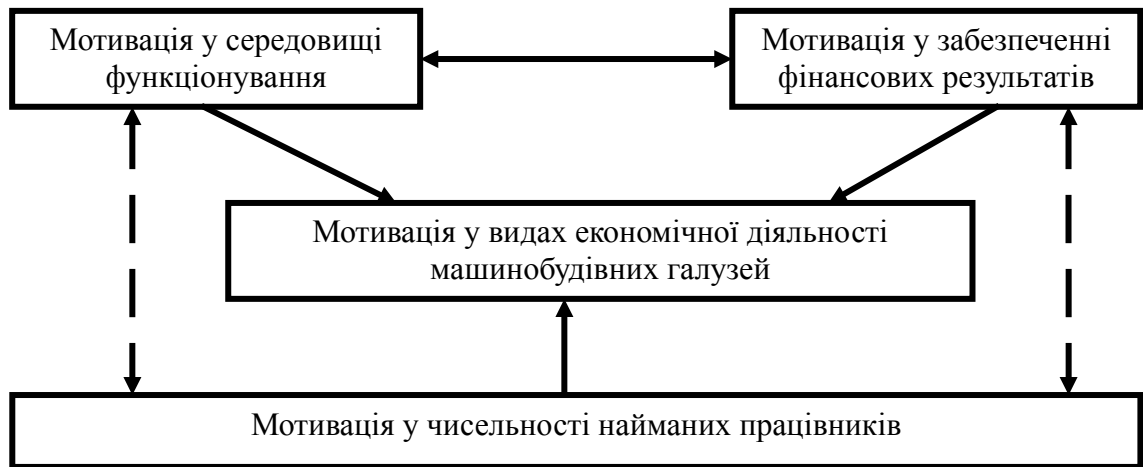 Мотивація у середовищі
функціонування
Мотивація у забезпеченні
фінансових результатів
Мотивація у видах економічної діяльності
машинобудівних галузей
Мотивація у чисельності найманих працівників